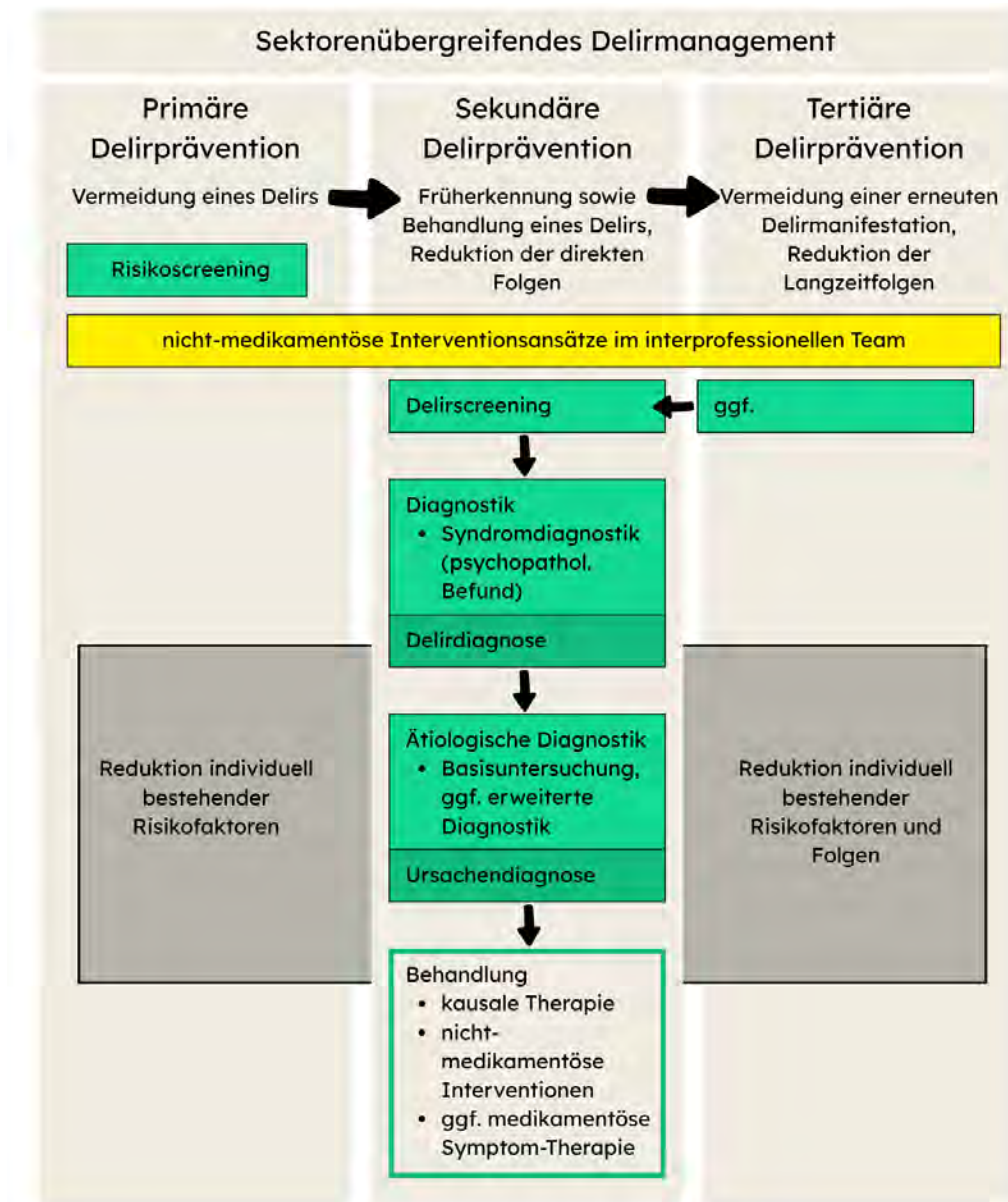 Sektorenübergreifendes Delirmanagement
Primäre
Delirprävention
Vermeidung eines Delirs
Sekundäre
Delirprävention
Früherkennung sowie
Behandlung eines Delirs,
Reduktion der direkten
Folgen
Tertiäre
Delirprävention
Vermeidung einer erneuten
Delirmanifestation,
Reduktion der
Langzeitfolgen
Risikoscreening
nicht-medikamentöse Interventionsansätze im interprofessionellen Team
Delirscreening
ggf.
Diagnostik
• Syndromdiagnostik
(psychopathol.
Befund)
Delirdiagnose
Ätiologische Diagnostik
• Basisuntersuchung,
ggf. erweiterte
Diagnostik
Ursachendiagnose
Reduktion individuell
bestehender
Risikofaktoren
Reduktion individuell
bestehender
Risikofaktoren und
Folgen
Behandlung
• kausale Therapie
• nicht-
medikamentöse
Interventionen
• ggf. medikamentöse
Symptom-Therapie